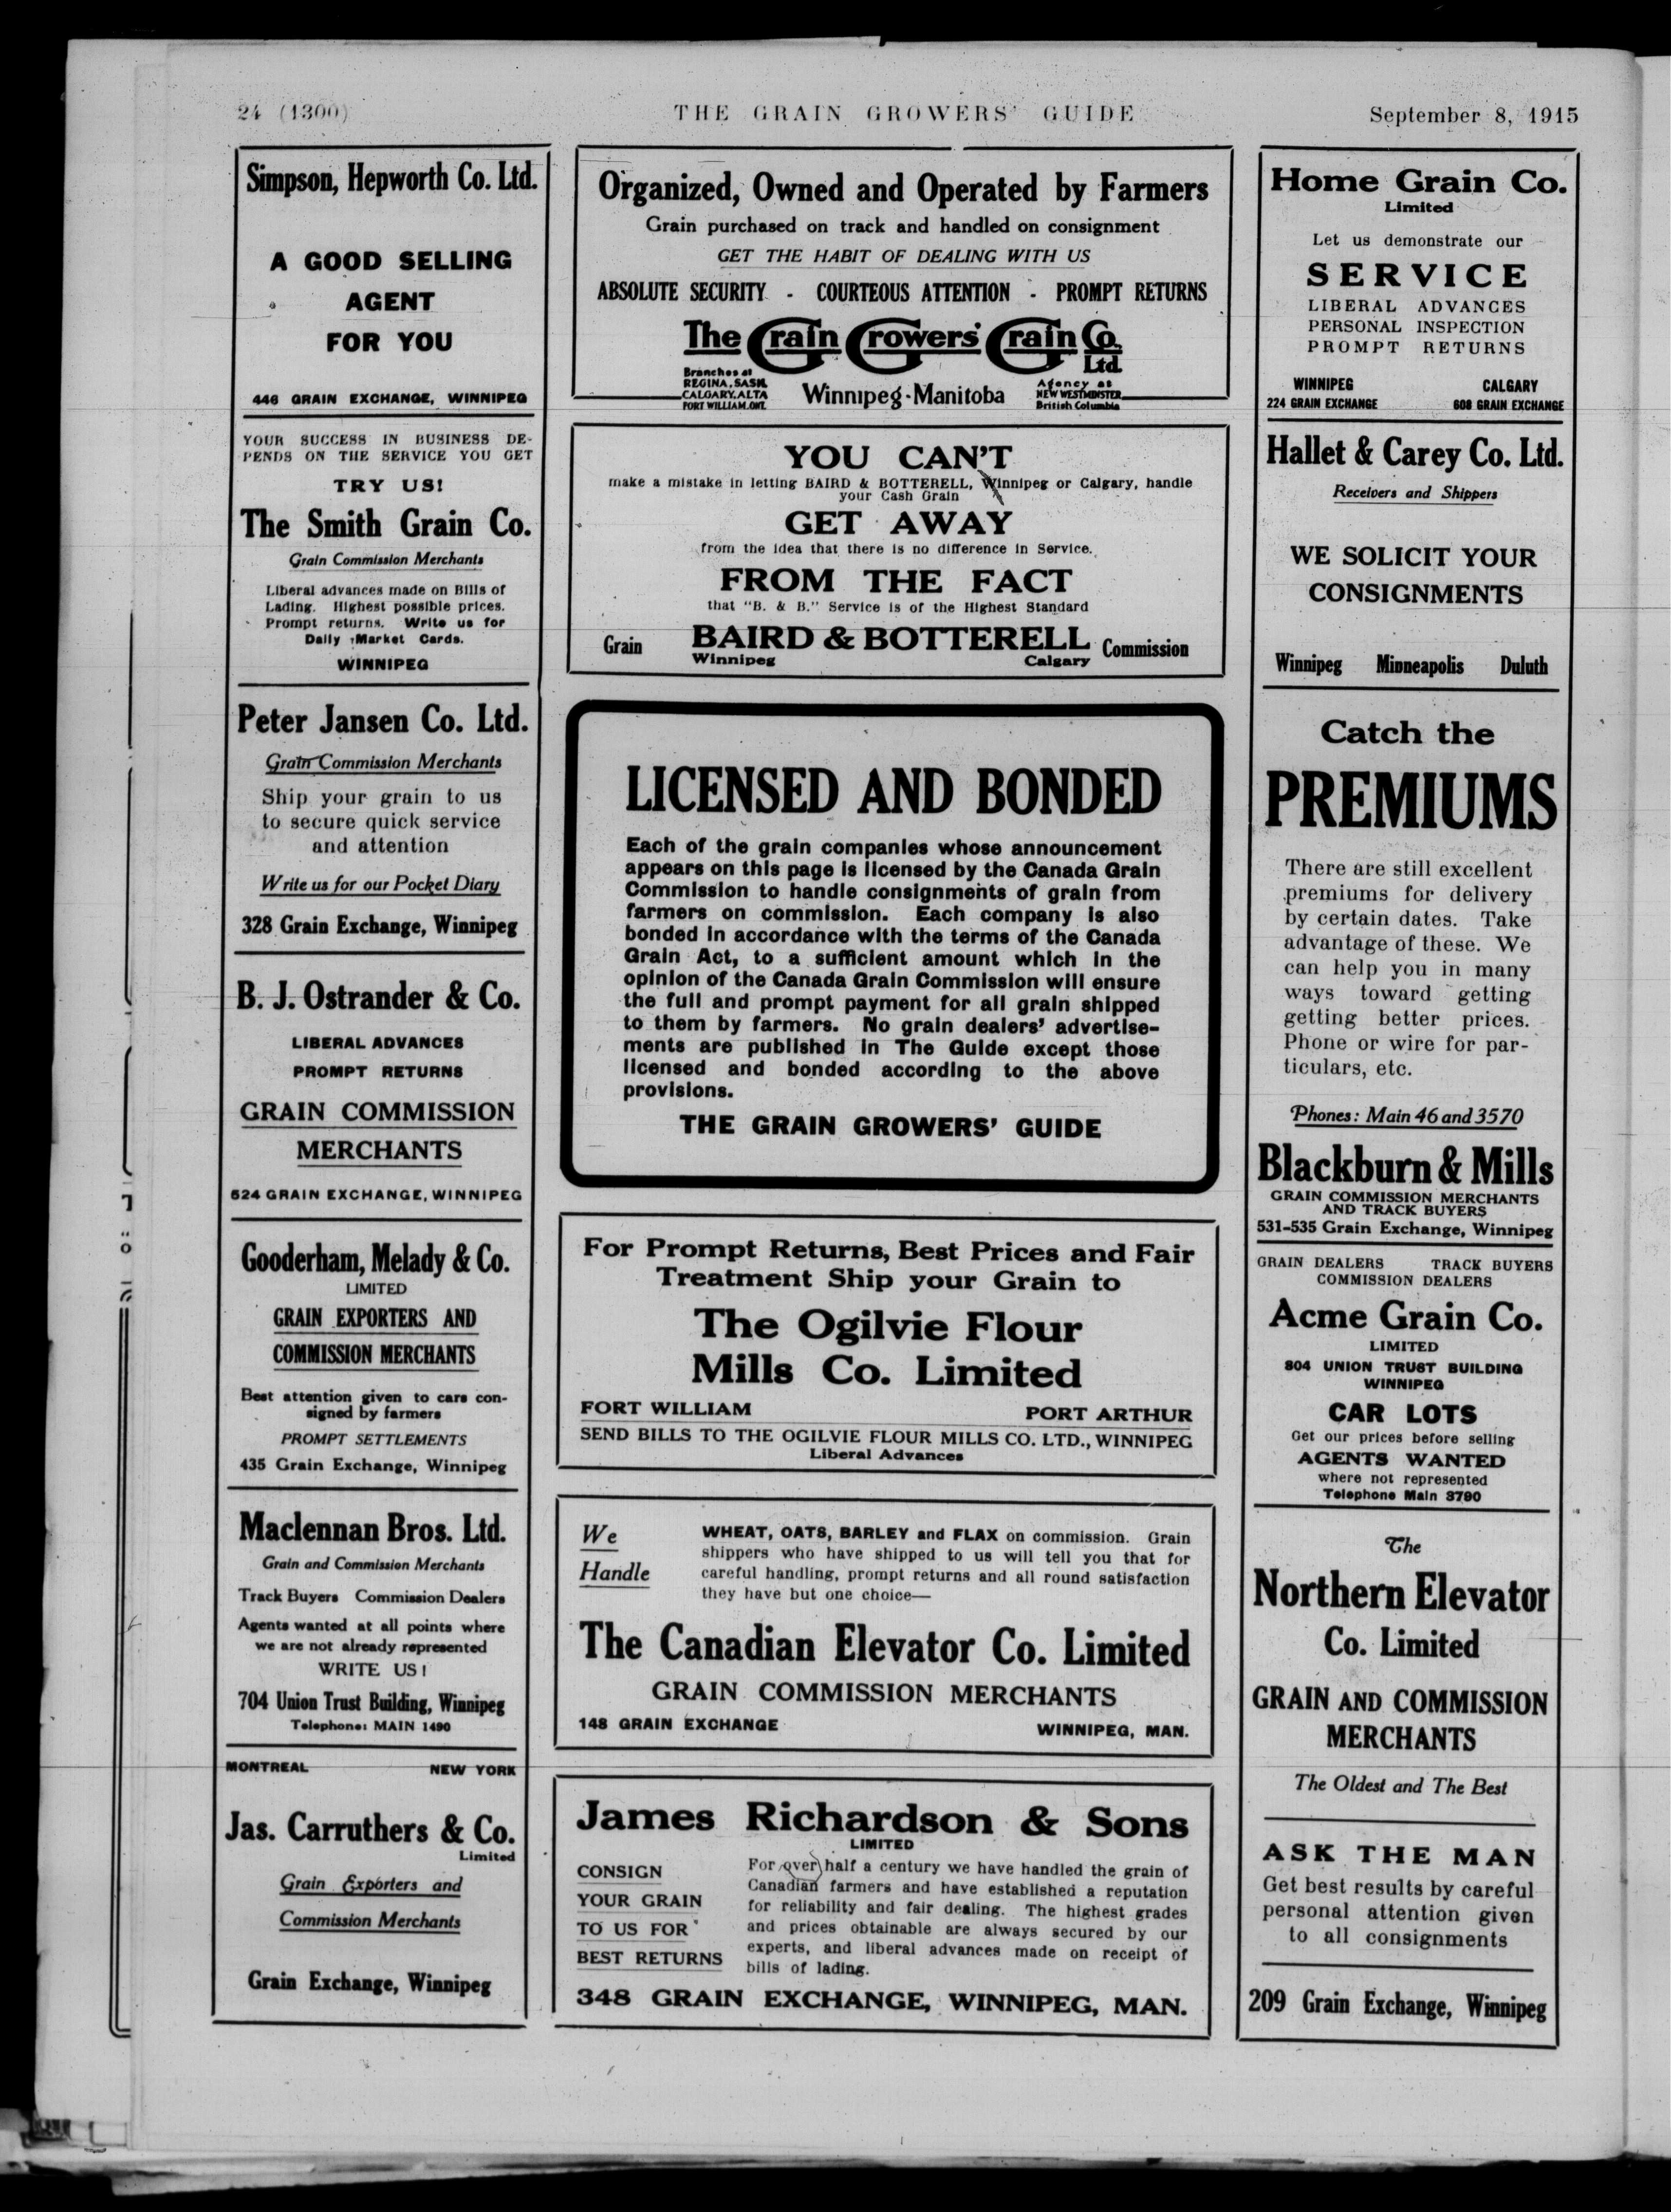 24 (1300)
THE GRAIN GROWERS' GUIDE
September 8, 1915
Simpson, Hepworth Co. Ltd.
A GOOD SELLING
AGENT
FOR YOU
446 GRAIN EXCHANGE, WINNIPEG
YOUR SUCCESS IN BUSINESS DE-
PENDS ON THE SERVICE YOU GET
TRY US!
The Smith Grain Co.
Grain Commission Merchants
Liberal advances made on Bills of
Lading. Highest possible prices.
Prompt returns. Write us for
Daily Market Cards.
WINNIPEG
Peter Jansen Co. Ltd.
Grain Commission Merchants
Ship your grain to us
to secure quick service
and attention
Write us for our Pocket Diary
328 Grain Exchange, Winnipeg
B. J. Ostrander & Co.
LIBERAL ADVANCES
PROMPT RETURNS
GRAIN COMMISSION
MERCHANTS
524 GRAIN EXCHANGE, WINNIPEG
Gooderham, Melady & Co.
LIMITED
GRAIN EXPORTERS AND
COMMISSION MERCHANTS
Best attention given to cars con-
signed by farmers
PROMPT SETTLEMENTS
435 Grain Exchange, Winnipeg
Maclennan Bros. Ltd.
Grain and Commission Merchants
Track Buyers Commission Dealers
Agents wanted at all points where
we are not already represented
WRITE US!
704 Union Trust Building, Winnipeg
Telephone: MAIN 1490
MONTREAL NEW YORK
Jas. Carruthers & Co.
Limited
Grain Exporters and
Commission Merchants
Grain Exchange, Winnipeg
Organized, Owned and Operated by Farmers
Grain purchased on track and handled on consignment
GET THE HABIT OF DEALING WITH US
ABSOLUTE SECURITY - COURTEOUS ATTENTION - PROMPT RETURNS
The Grain Growers' Grain Co.
Ltd.
Branches at
REGINA, SASK.
CALGARY, ALTA
FORT WILLIAM, ONT.
Winnipeg-Manitoba
Agency at
NEW WESTMINSTER
British Columbia
YOU CAN'T
make a mistake in letting BAIRD & BOTTERELL, Winnipeg or Calgary, handle
your Cash Grain
GET AWAY
from the idea that there is no difference in Service.
FROM THE FACT
that "B. & B." Service is of the Highest Standard
Grain BAIRD & BOTTERELL Commission
Winnipeg Calgary
LICENSED AND BONDED
Each of the grain companies whose announcement
appears on this page is licensed by the Canada Grain
Commission to handle consignments of grain from
farmers on commission. Each company is also
bonded in accordance with the terms of the Canada
Grain Act, to a sufficient amount which in the
opinion of the Canada Grain Commission will ensure
the full and prompt payment for all grain shipped
to them by farmers. No grain dealers' advertise-
ments are published in The Guide except those
licensed and bonded according to the above
provisions.
THE GRAIN GROWERS' GUIDE
For Prompt Returns, Best Prices and Fair
Treatment Ship your Grain to
The Ogilvie Flour
Mills Co. Limited
FORT WILLIAM PORT ARTHUR
SEND BILLS TO THE OGILVIE FLOUR MILLS CO. LTD., WINNIPEG
Liberal Advances
We
Handle
WHEAT, OATS, BARLEY and FLAX on commission. Grain
shippers who have shipped to us will tell you that for
careful handling, prompt returns and all round satisfaction
they have but one choice—
The Canadian Elevator Co. Limited
GRAIN COMMISSION MERCHANTS
148 GRAIN EXCHANGE WINNIPEG, MAN.
James Richardson & Sons
LIMITED
CONSIGN
YOUR GRAIN
TO US FOR
BEST RETURNS
For over half a century we have handled the grain of
Canadian farmers and have established a reputation
for reliability and fair dealing. The highest grades
and prices obtainable are always secured by our
experts, and liberal advances made on receipt of
bills of lading.
348 GRAIN EXCHANGE, WINNIPEG, MAN.
Home Grain Co.
Limited
Let us demonstrate our
SERVICE
LIBERAL ADVANCES
PERSONAL INSPECTION
PROMPT RETURNS
WINNIPEG CALGARY
224 GRAIN EXCHANGE 608 GRAIN EXCHANGE
Hallet & Carey Co. Ltd.
Receivers and Shippers
WE SOLICIT YOUR
CONSIGNMENTS
Winnipeg Minneapolis Duluth
Catch the
PREMIUMS
There are still excellent
premiums for delivery
by certain dates. Take
advantage of these. We
can help you in many
ways toward getting
getting better prices.
Phone or wire for par-
ticulars, etc.
Phones: Main 46 and 3570
Blackburn & Mills
GRAIN COMMISSION MERCHANTS
AND TRACK BUYERS
531-535 Grain Exchange, Winnipeg
GRAIN DEALERS TRACK BUYERS
COMMISSION DEALERS
Acme Grain Co.
LIMITED
804 UNION TRUST BUILDING
WINNIPEG
CAR LOTS
Get our prices before selling
AGENTS WANTED
where not represented
Telephone Main 3790
The
Northern Elevator
Co. Limited
GRAIN AND COMMISSION
MERCHANTS
The Oldest and The Best
ASK THE MAN
Get best results by careful
personal attention given
to all consignments
209 Grain Exchange, Winnipeg